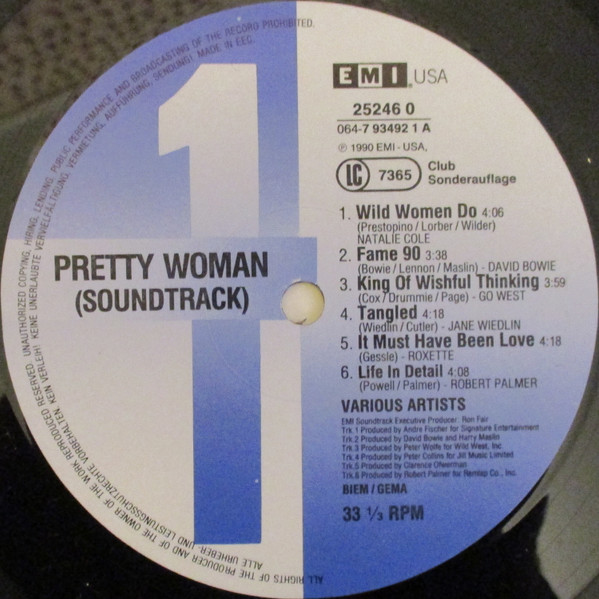 EMI USA
25246 0
064-7 93492 1 A
℗ 1990 EMI - USA,
LC 7365
Club
Sonderauflage
1. Wild Women Do 4:06
(Prestopino / Lorber / Wilder)
NATALIE COLE
2. Fame 90 3:38
(Bowie / Lennon / Maslin) - DAVID BOWIE
3. King Of Wishful Thinking 3:59
(Cox / Drummie / Page) - GO WEST
4. Tangled 4:18
(Wiedlin / Cutler) - JANE WIEDLIN
5. It Must Have Been Love 4:18
(Gessle) - ROXETTE
6. Life In Detail 4:08
(Powell / Palmer) - ROBERT PALMER
VARIOUS ARTISTS
EMI Soundtrack Executive Producer: Ron Fair
Trk.1 Produced by Andre Fischer for Signature Entertainment
Trk.2 Produced by David Bowie and Harry Maslin
Trk.3 Produced by Peter Wolfe for Wild West, Inc.
Trk.4 Produced by Peter Collins for Jill Music Limited
Trk.5 Produced by Clarence Öfwerman
Trk.6 Produced by Robert Palmer for Remlap Co., Inc.
BIEM / GEMA
33 1/3 RPM
1
PRETTY WOMAN
(SOUNDTRACK)
ALL RIGHTS OF THE PRODUCER AND OF THE OWNER OF THE WORK REPRODUCED RESERVED. UNAUTHORIZED COPYING, HIRING, LENDING, PUBLIC PERFORMANCE AND BROADCASTING OF THE RECORD PROHIBITED.
ALLE URHEBER- UND LEISTUNGSSCHUTZRECHTE VORBEHALTEN. KEIN VERLEIH! KEINE UNERLAUBTE VERVIELFÄLTIGUNG, VERMIETUNG, AUFFÜHRUNG, SENDUNG! MADE IN EEC.